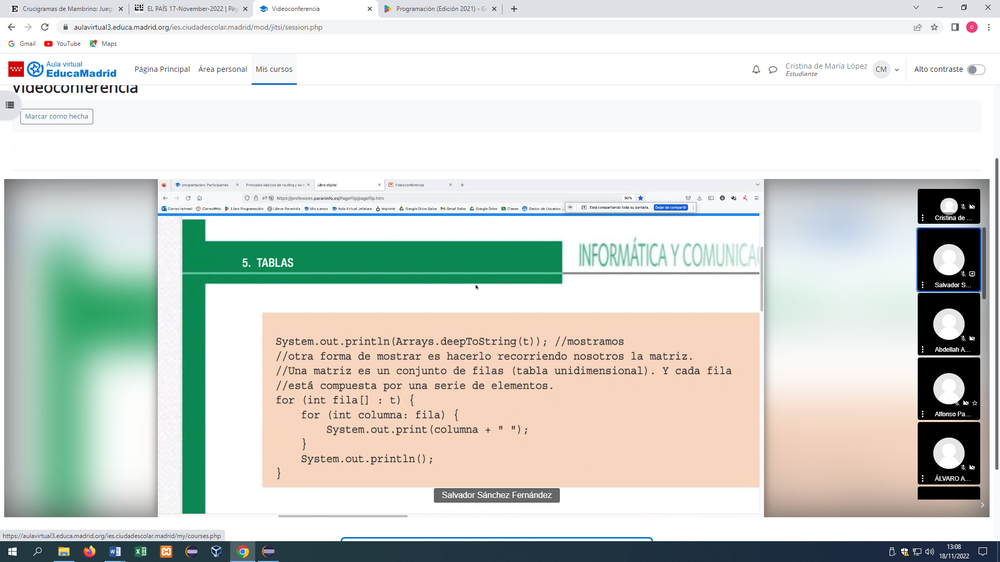 Crucigramas de Mambrino: Jueg
EL PAÍS 17-November-2022 | Pág
Videoconferencia
Programación (Edición 2021) - G
aulavirtual3.educa.madrid.org/ies.ciudadescolar.madrid/mod/jitsi/session.php
C
Gmail
YouTube
Maps
Aula virtual
EducaMadrid
Página Principal
Área personal
Mis cursos
Cristina de María López
Estudiante
CM
Alto contraste
Videoconferencia
Marcar como hecha
programacion: Participantes
Principios básicos de routing y swit
Libro digital
Videoconferencia
https://profesores.paraninfo.es/PageFlip/pageflip.htm
90%
Correo hotmail
CorreoWeb
Libro Programación
Libros Paraninfo
Mis cursos
Aula Virtual Jefatura
Imprimir
Google Drive Salva
Gmail Salva
Google Drive
Clases
Gestor de Usuarios ...
Está compartiendo toda su pantalla.
Dejar de compartir
5. TABLAS
INFORMÁTICA Y COMUNICA
System.out.println(Arrays.deepToString(t)); //mostramos
//otra forma de mostrar es hacerlo recorriendo nosotros la matriz.
//Una matriz es un conjunto de filas (tabla unidimensional). Y cada fila
//está compuesta por una serie de elementos.
for (int fila[] : t) {
for (int columna: fila) {
System.out.print(columna + " ");
}
System.out.println();
}
Salvador Sánchez Fernández
Cristina de ...
Salvador S...
Abdellah A...
Alfonso Pa...
ÁLVARO A...
https://aulavirtual3.educa.madrid.org/ies.ciudadescolar.madrid/my/courses.php
13:08
18/11/2022